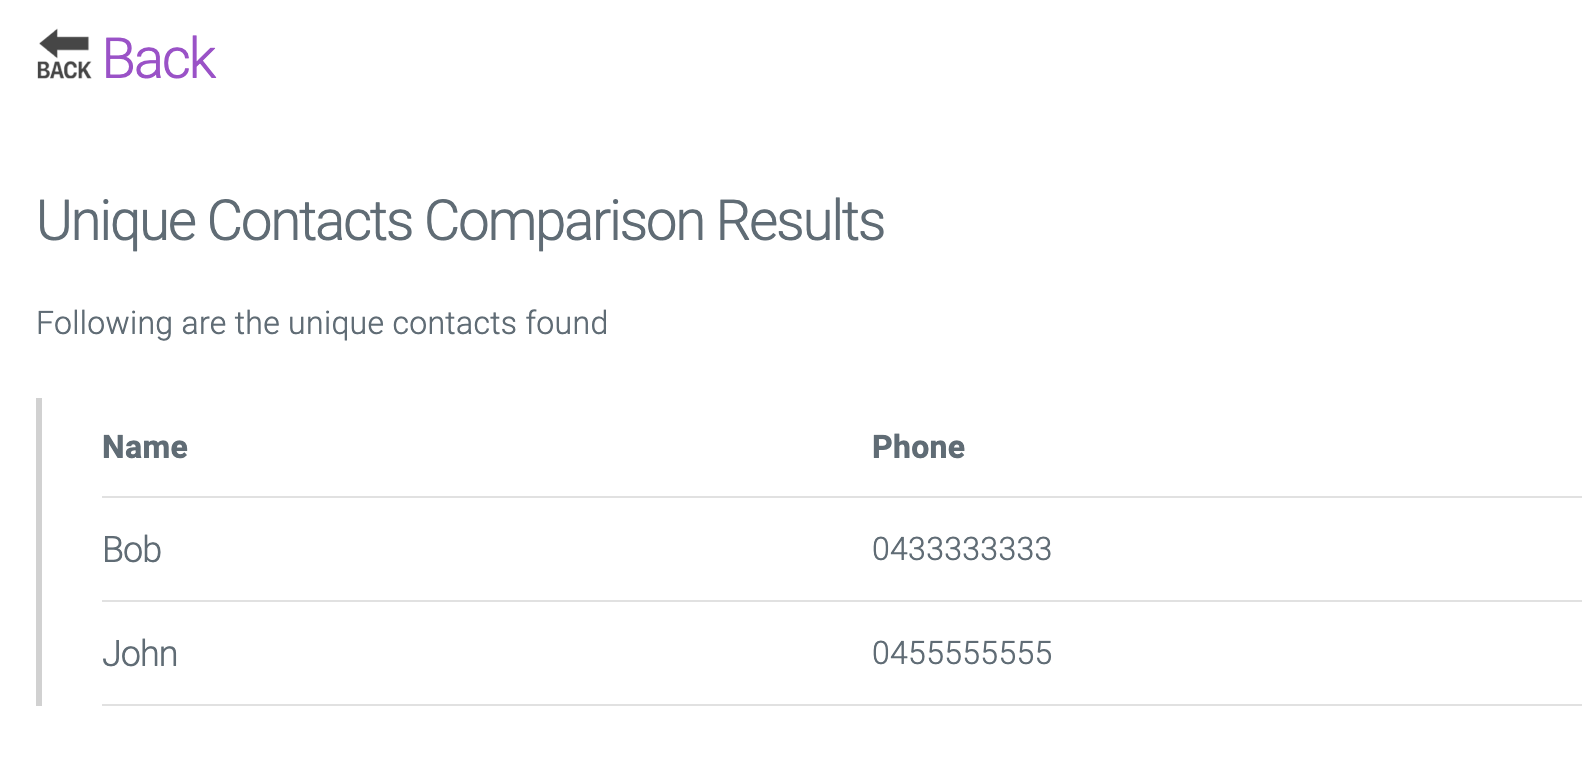 BACK Back
Unique Contacts Comparison Results
Following are the unique contacts found
Name Phone
Bob 0433333333
John 0455555555